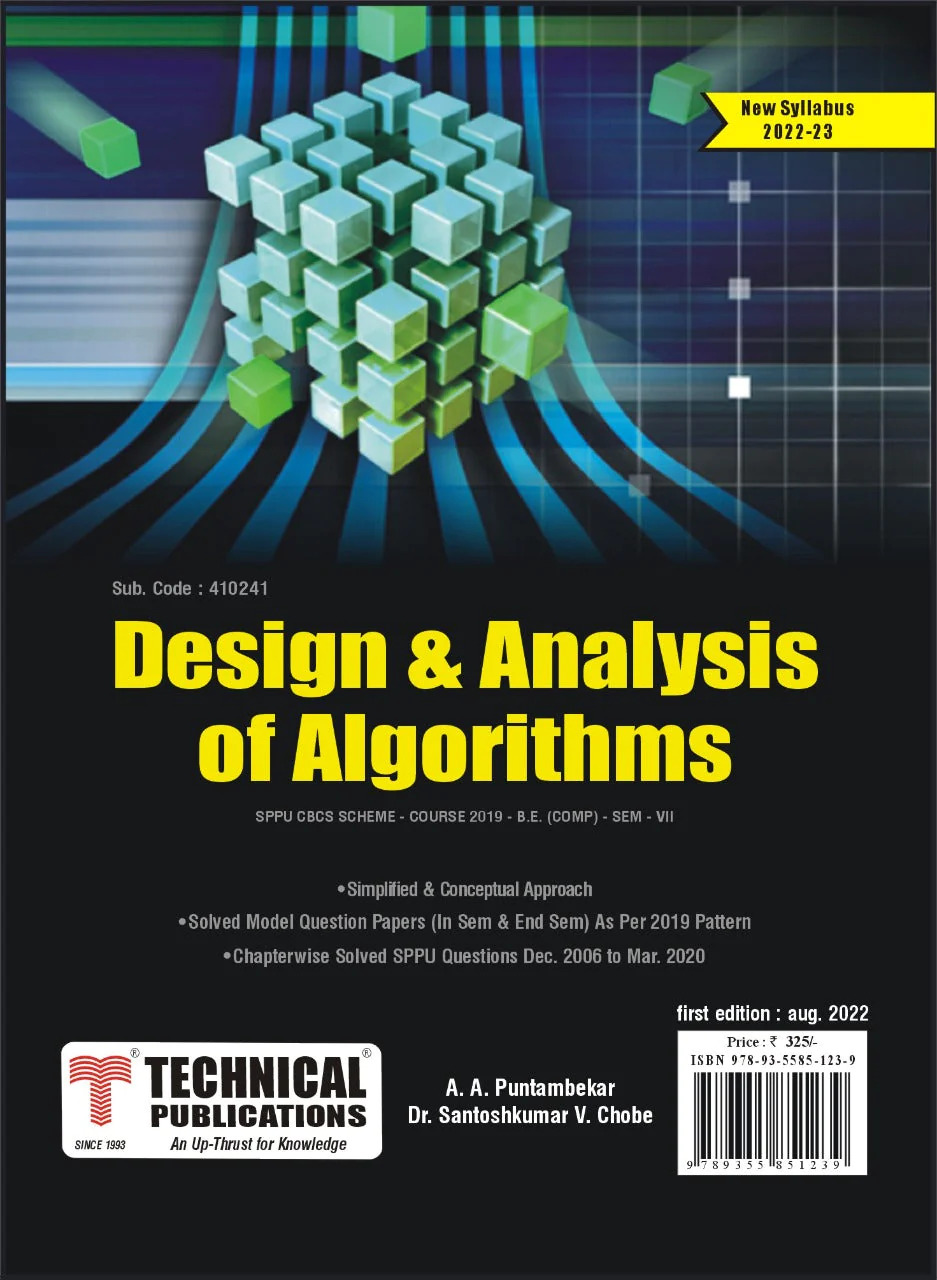 New Syllabus
2022-23
Sub. Code : 410241
Design & Analysis
of Algorithms
SPPU CBCS SCHEME - COURSE 2019 - B.E. (COMP) - SEM - VII
•Simplified & Conceptual Approach
•Solved Model Question Papers (In Sem & End Sem) As Per 2019 Pattern
•Chapterwise Solved SPPU Questions Dec. 2006 to Mar. 2020
first edition : aug. 2022
Price : ₹ 325/-
ISBN 978-93-5585-123-9
9 789355 851239
® TECHNICAL ®
PUBLICATIONS
SINCE 1993 An Up-Thrust for Knowledge
A. A. Puntambekar
Dr. Santoshkumar V. Chobe